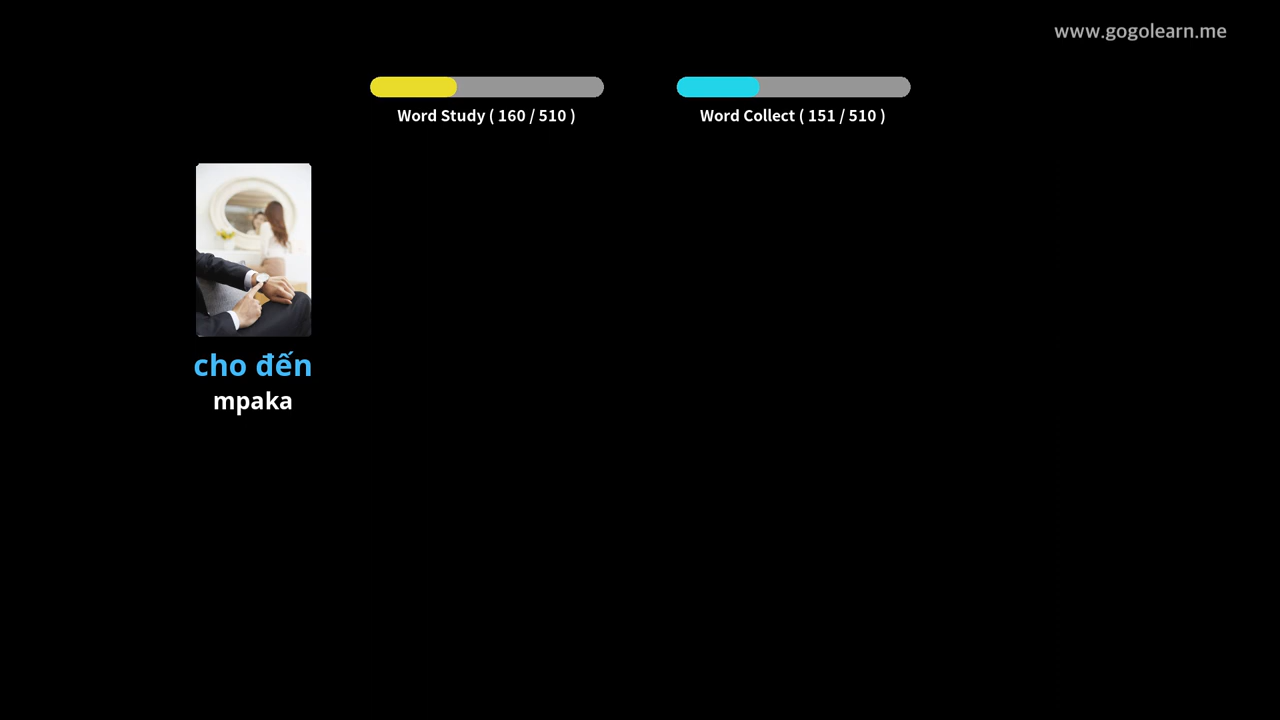 www.gogolearn.me
Word Study ( 160 / 510 )
Word Collect ( 151 / 510 )
cho đến
mpaka